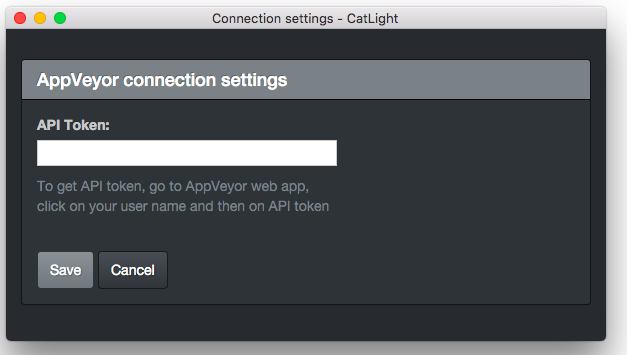 Connection settings - CatLight
AppVeyor connection settings
API Token:
To get API token, go to AppVeyor web app,
click on your user name and then on API token
Save Cancel